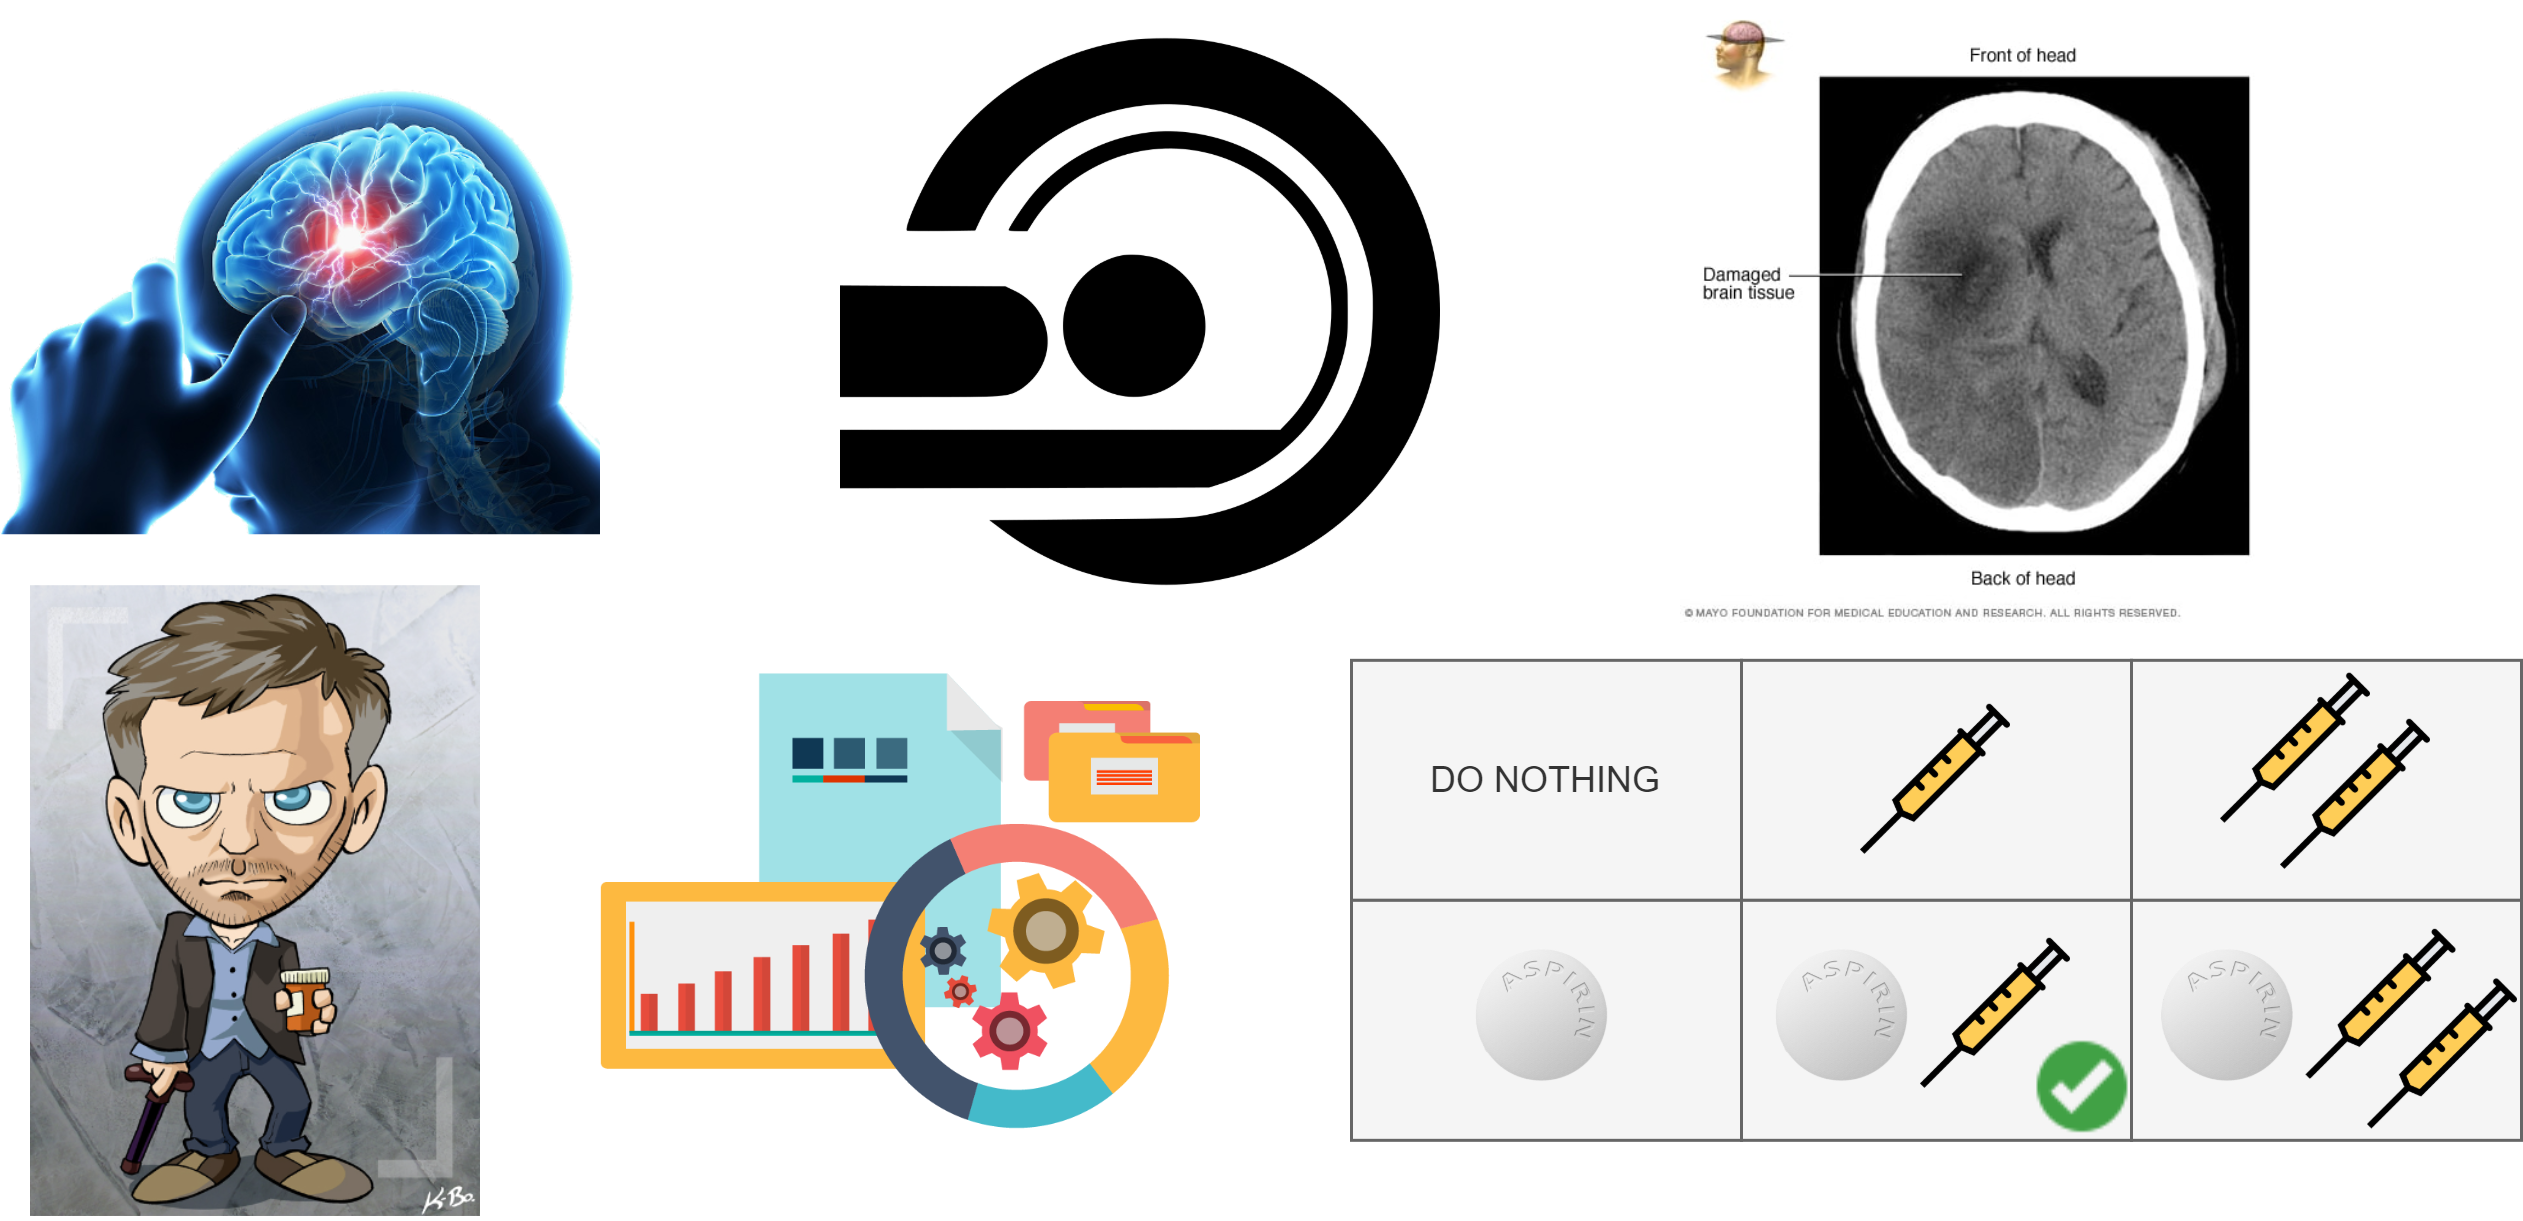 Front of head
Damaged
brain tissue
Back of head
© MAYO FOUNDATION FOR MEDICAL EDUCATION AND RESEARCH. ALL RIGHTS RESERVED.
DO NOTHING
ASPIRIN
ASPIRIN
ASPIRIN
K-Bo.